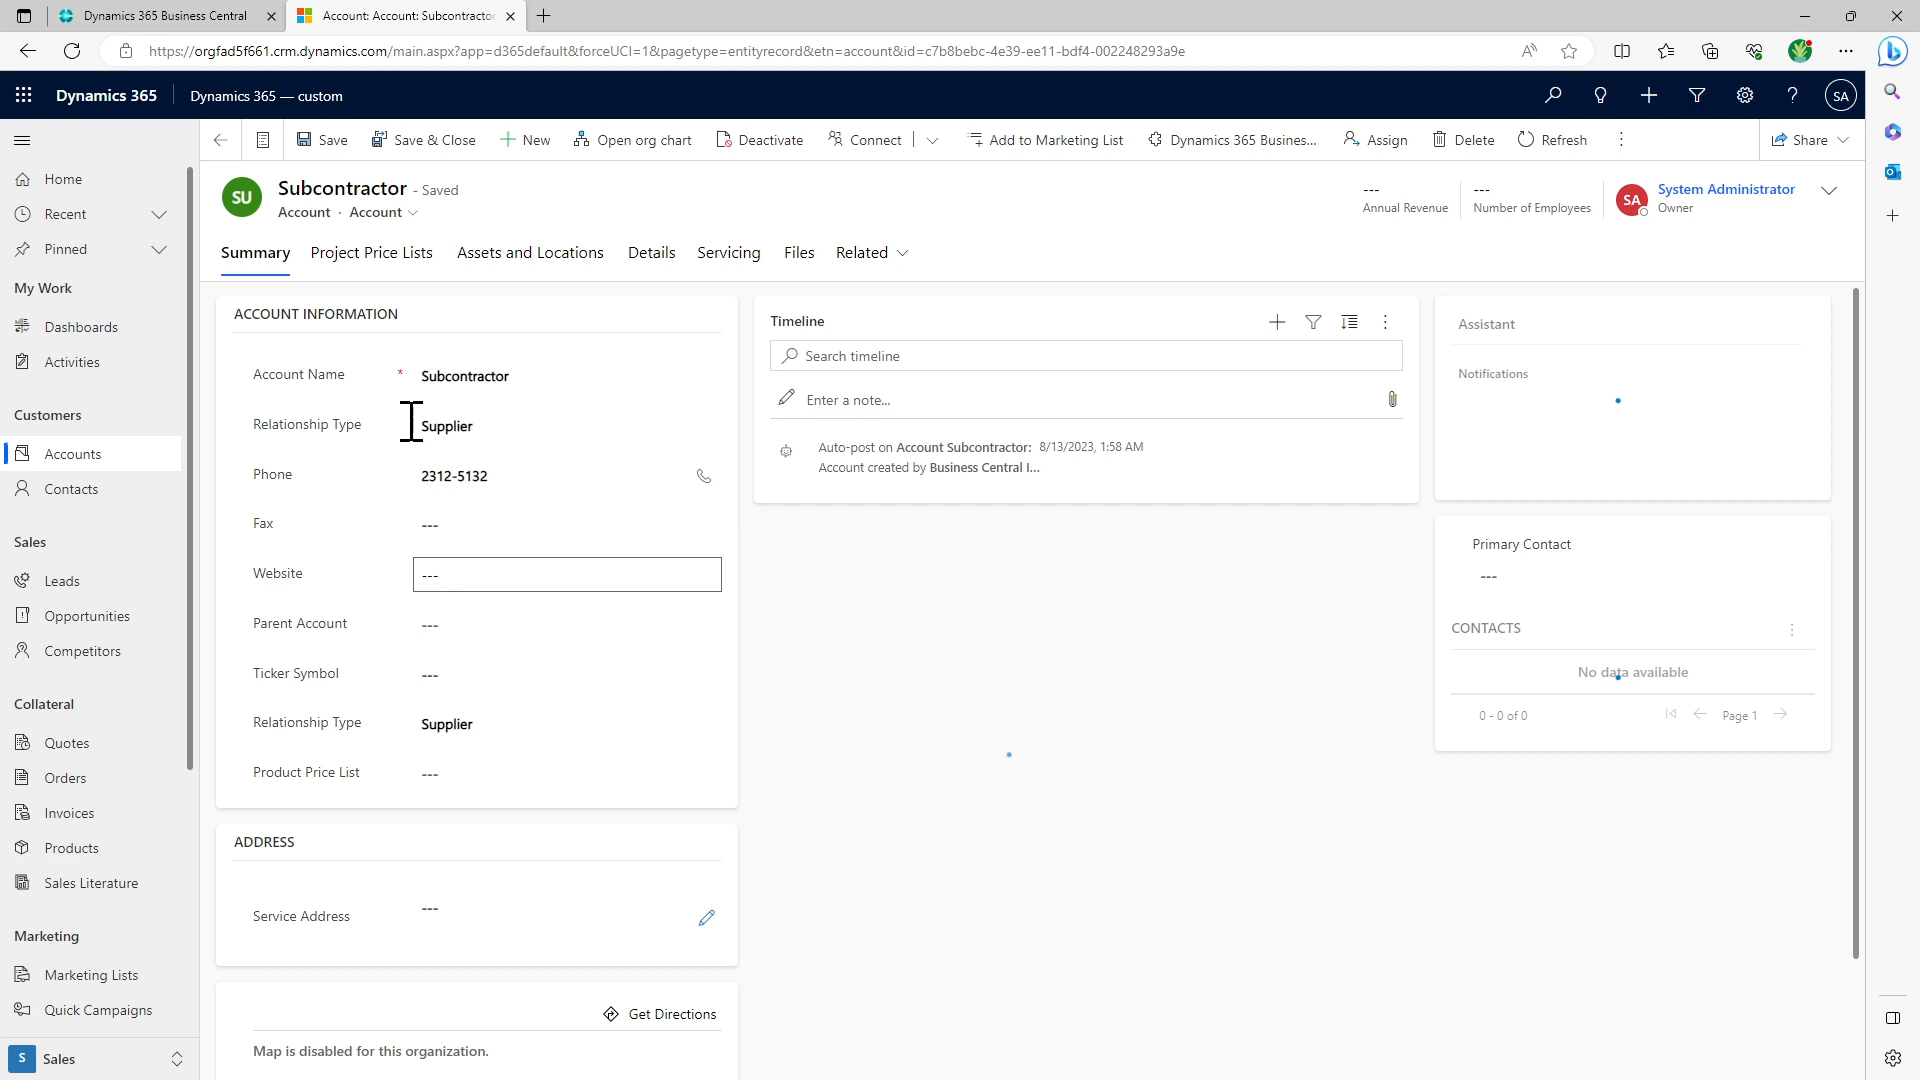 Dynamics 365 Business Central
Account: Account: Subcontractor
https://orgfad5f661.crm.dynamics.com/main.aspx?app=d365default&forceUCI=1&pagetype=entityrecord&etn=account&id=c7b8bebc-4e39-ee11-bdf4-002248293a9e
Dynamics 365
Dynamics 365 — custom
SA
Save
Save & Close
New
Open org chart
Deactivate
Connect
Add to Marketing List
Dynamics 365 Busines...
Assign
Delete
Refresh
Share
Home
Recent
Pinned
My Work
Dashboards
Activities
Customers
Accounts
Contacts
Sales
Leads
Opportunities
Competitors
Collateral
Quotes
Orders
Invoices
Products
Sales Literature
Marketing
Marketing Lists
Quick Campaigns
S Sales
SU
Subcontractor - Saved
Account · Account
---
Annual Revenue
---
Number of Employees
SA
System Administrator
Owner
Summary
Project Price Lists
Assets and Locations
Details
Servicing
Files
Related
ACCOUNT INFORMATION
Account Name * Subcontractor
Relationship Type Supplier
Phone 2312-5132
Fax ---
Website ---
Parent Account ---
Ticker Symbol ---
Relationship Type Supplier
Product Price List ---
ADDRESS
Service Address ---
Get Directions
Map is disabled for this organization.
Timeline
Search timeline
Enter a note...
Auto-post on Account Subcontractor: 8/13/2023, 1:58 AM
Account created by Business Central I...
Assistant
Notifications
Primary Contact
---
CONTACTS
No data available
0 - 0 of 0
Page 1